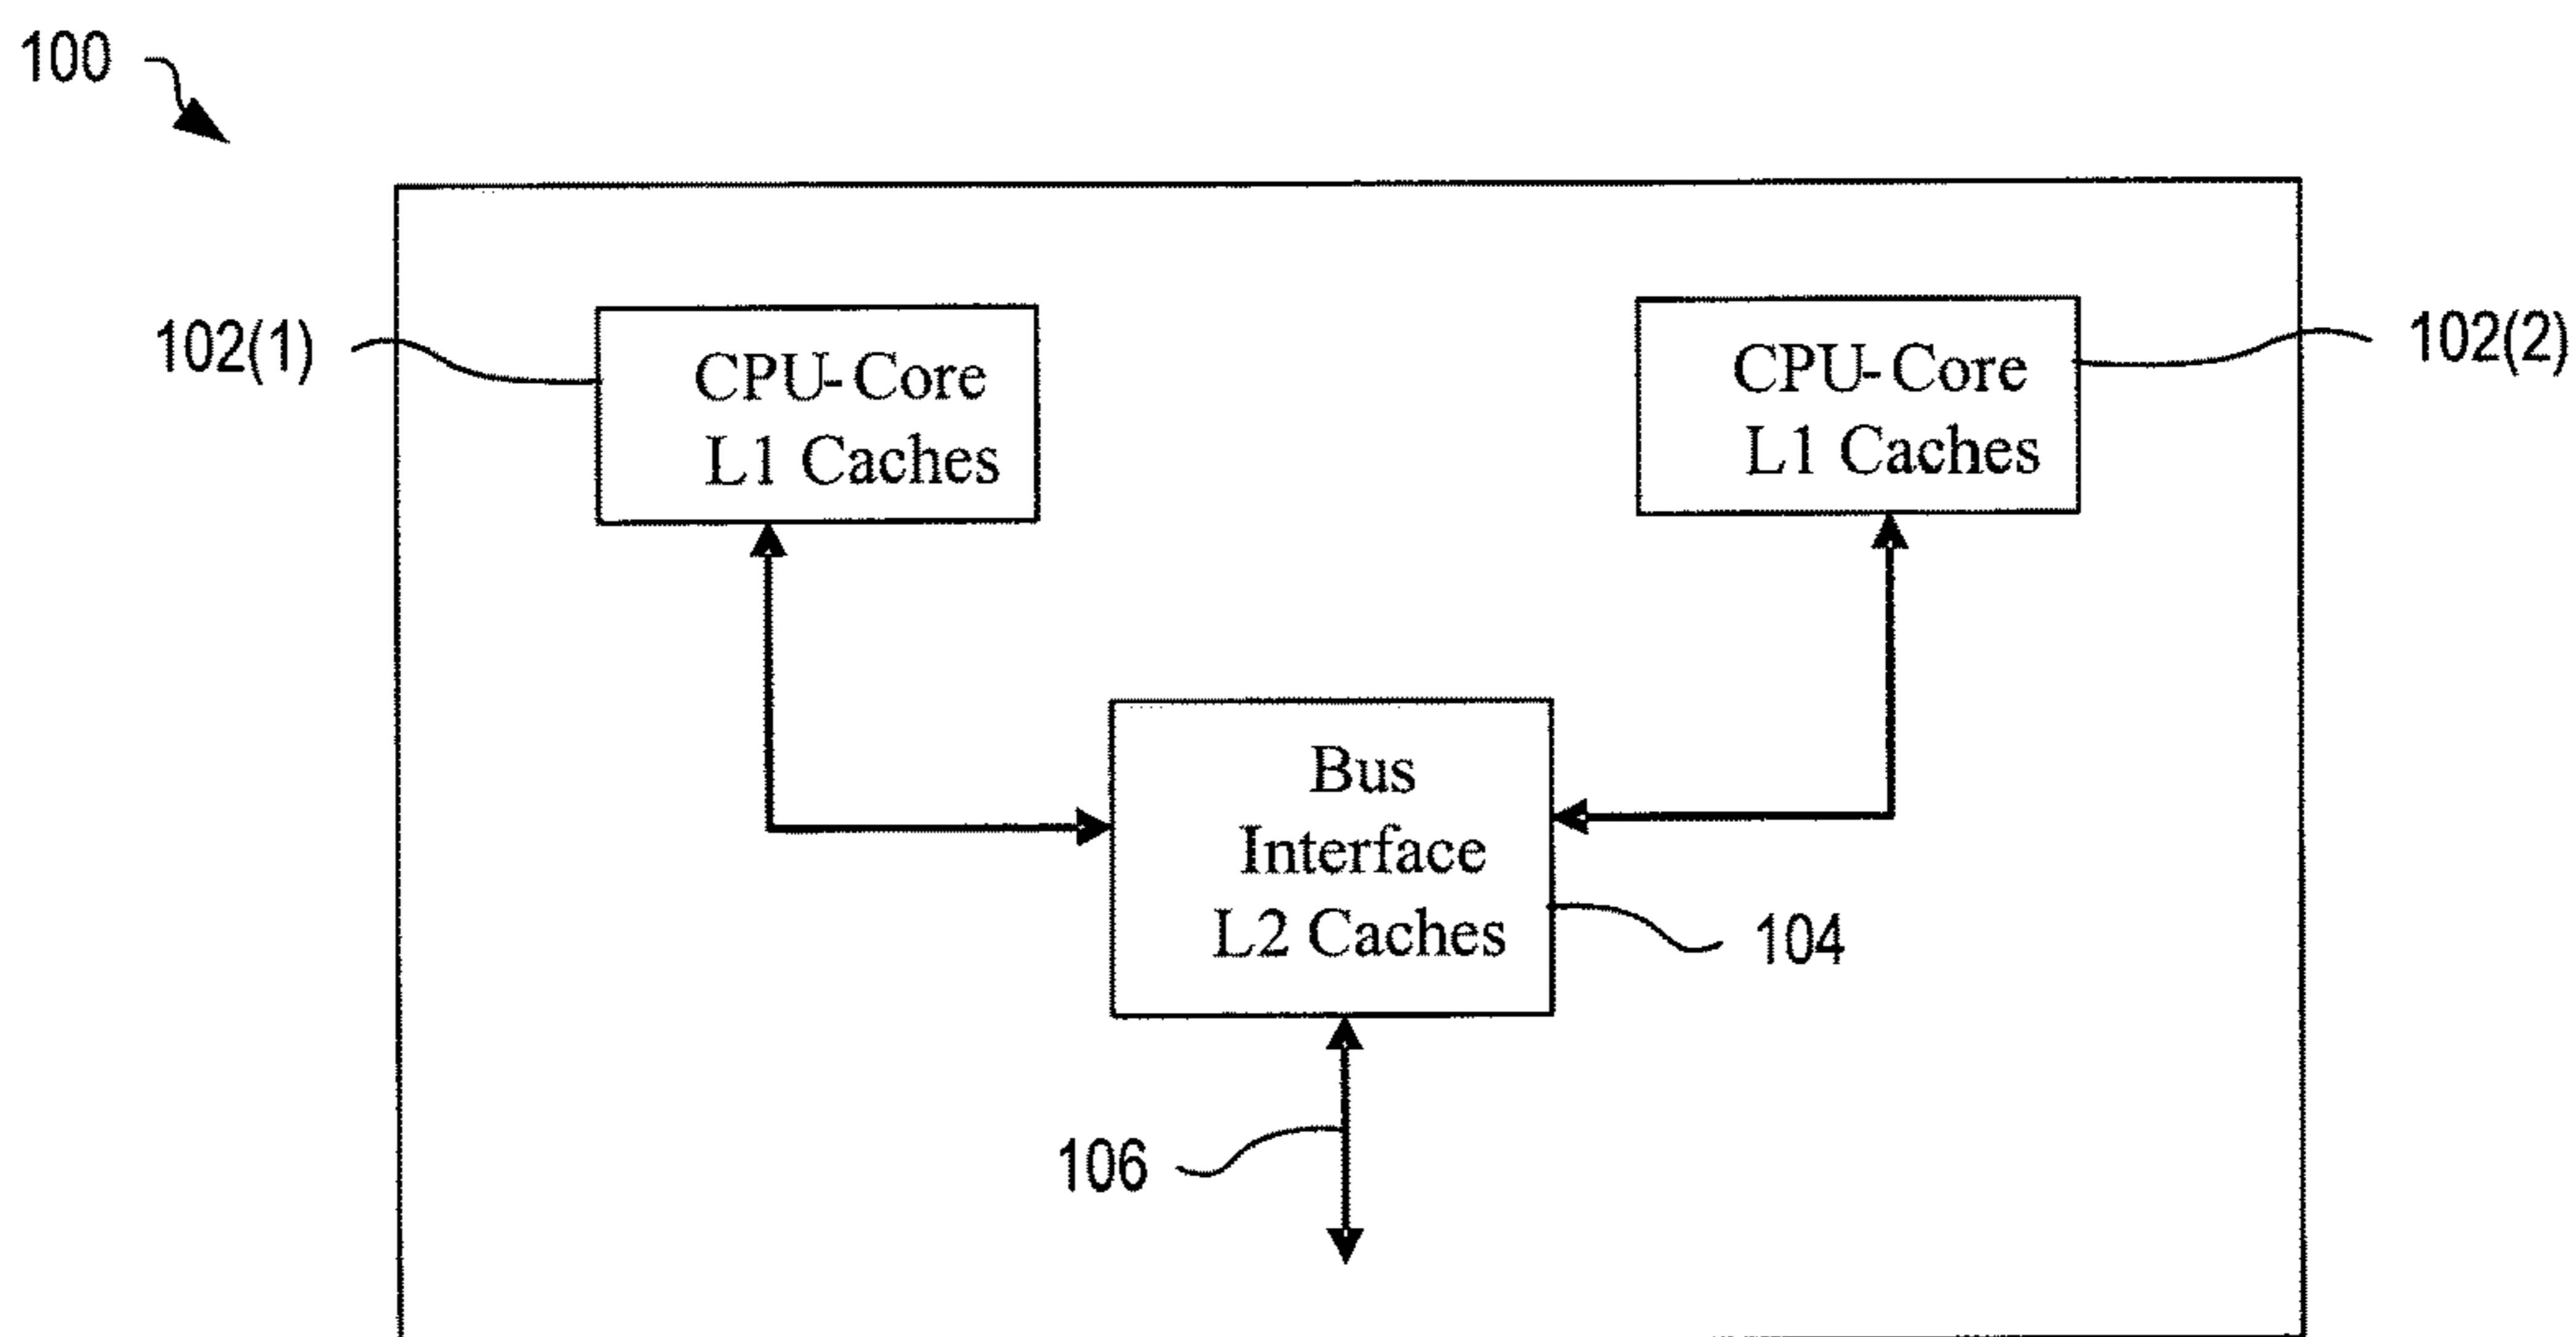 100
102(1)
CPU-Core
L1 Caches
CPU-Core
L1 Caches
102(2)
Bus
Interface
L2 Caches
104
106